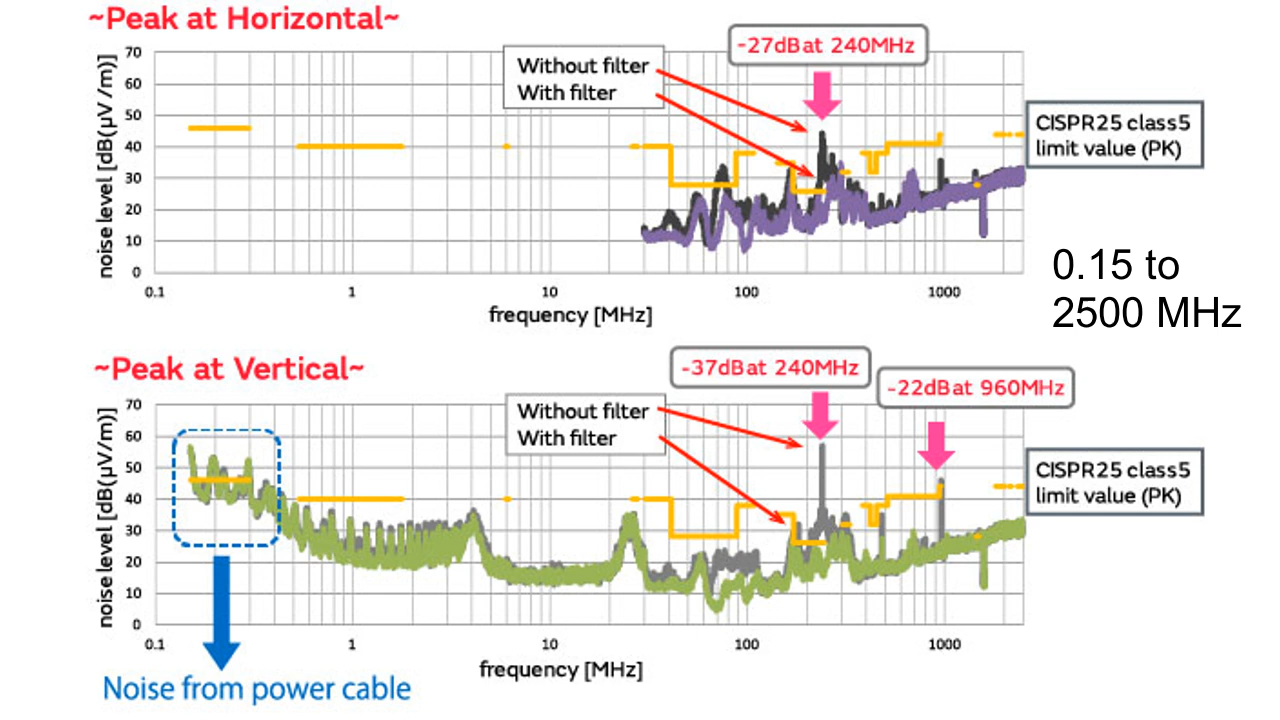 ~Peak at Horizontal~
-27dBat 240MHz
Without filter
With filter
CISPR25 class5
limit value (PK)
noise level [dB(µV/m)]
70
60
50
40
30
20
10
0
0.1
1
10
100
1000
frequency [MHz]
0.15 to
2500 MHz
~Peak at Vertical~
-37dBat 240MHz
-22dBat 960MHz
Without filter
With filter
CISPR25 class5
limit value (PK)
noise level [dB(µV/m)]
70
60
50
40
30
20
10
0
0.1
1
10
100
1000
frequency [MHz]
Noise from power cable